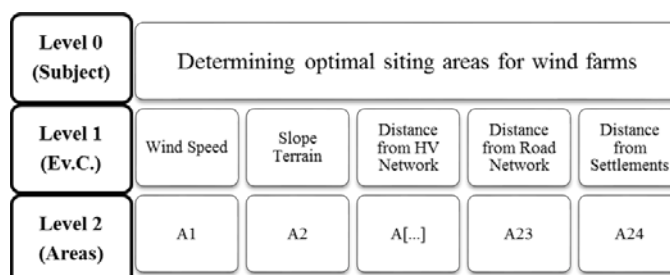 Level 0
(Subject)
Determining optimal siting areas for wind farms
Level 1
(Ev.C.)
Wind Speed
Slope
Terrain
Distance
from HV
Network
Distance
from Road
Network
Distance
from
Settlements
Level 2
(Areas)
A1
A2
A[...]
A23
A24